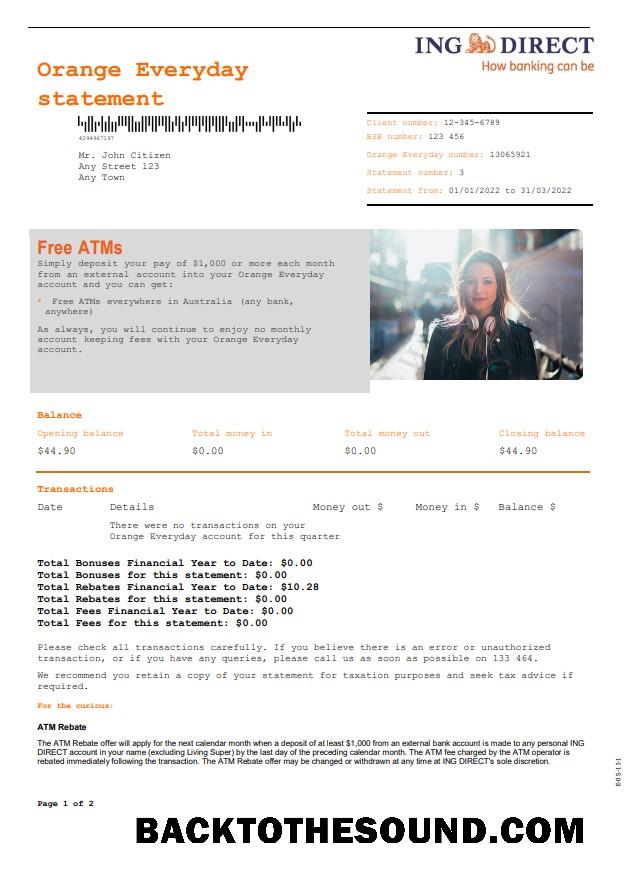 ING DIRECT
How banking can be
Orange Everyday
statement
4294967197
Mr. John Citizen
Any Street 123
Any Town
Client number: 12-345-6789
BSB number: 123 456
Orange Everyday number: 13065921
Statement number: 3
Statement from: 01/01/2022 to 31/03/2022
Free ATMs
Simply deposit your pay of $1,000 or more each month
from an external account into your Orange Everyday
account and you can get:
* Free ATMs everywhere in Australia (any bank,
anywhere)
As always, you will continue to enjoy no monthly
account keeping fees with your Orange Everyday
account.
Balance
Opening balance Total money in Total money out Closing balance
$44.90 $0.00 $0.00 $44.90
Transactions
Date Details Money out $ Money in $ Balance $
There were no transactions on your
Orange Everyday account for this quarter
Total Bonuses Financial Year to Date: $0.00
Total Bonuses for this statement: $0.00
Total Rebates Financial Year to Date: $10.28
Total Rebates for this statement: $0.00
Total Fees Financial Year to Date: $0.00
Total Fees for this statement: $0.00
Please check all transactions carefully. If you believe there is an error or unauthorized
transaction, or if you have any queries, please call us as soon as possible on 133 464.
We recommend you retain a copy of your statement for taxation purposes and seek tax advice if
required.
For the curious:
ATM Rebate
The ATM Rebate offer will apply for the next calendar month when a deposit of at least $1,000 from an external bank account is made to any personal ING
DIRECT account in your name (excluding Living Super) by the last day of the preceding calendar month. The ATM fee charged by the ATM operator is
rebated immediately following the transaction. The ATM Rebate offer may be changed or withdrawn at any time at ING DIRECT's sole discretion.
Page 1 of 2
BACKTOTHESOUND.COM